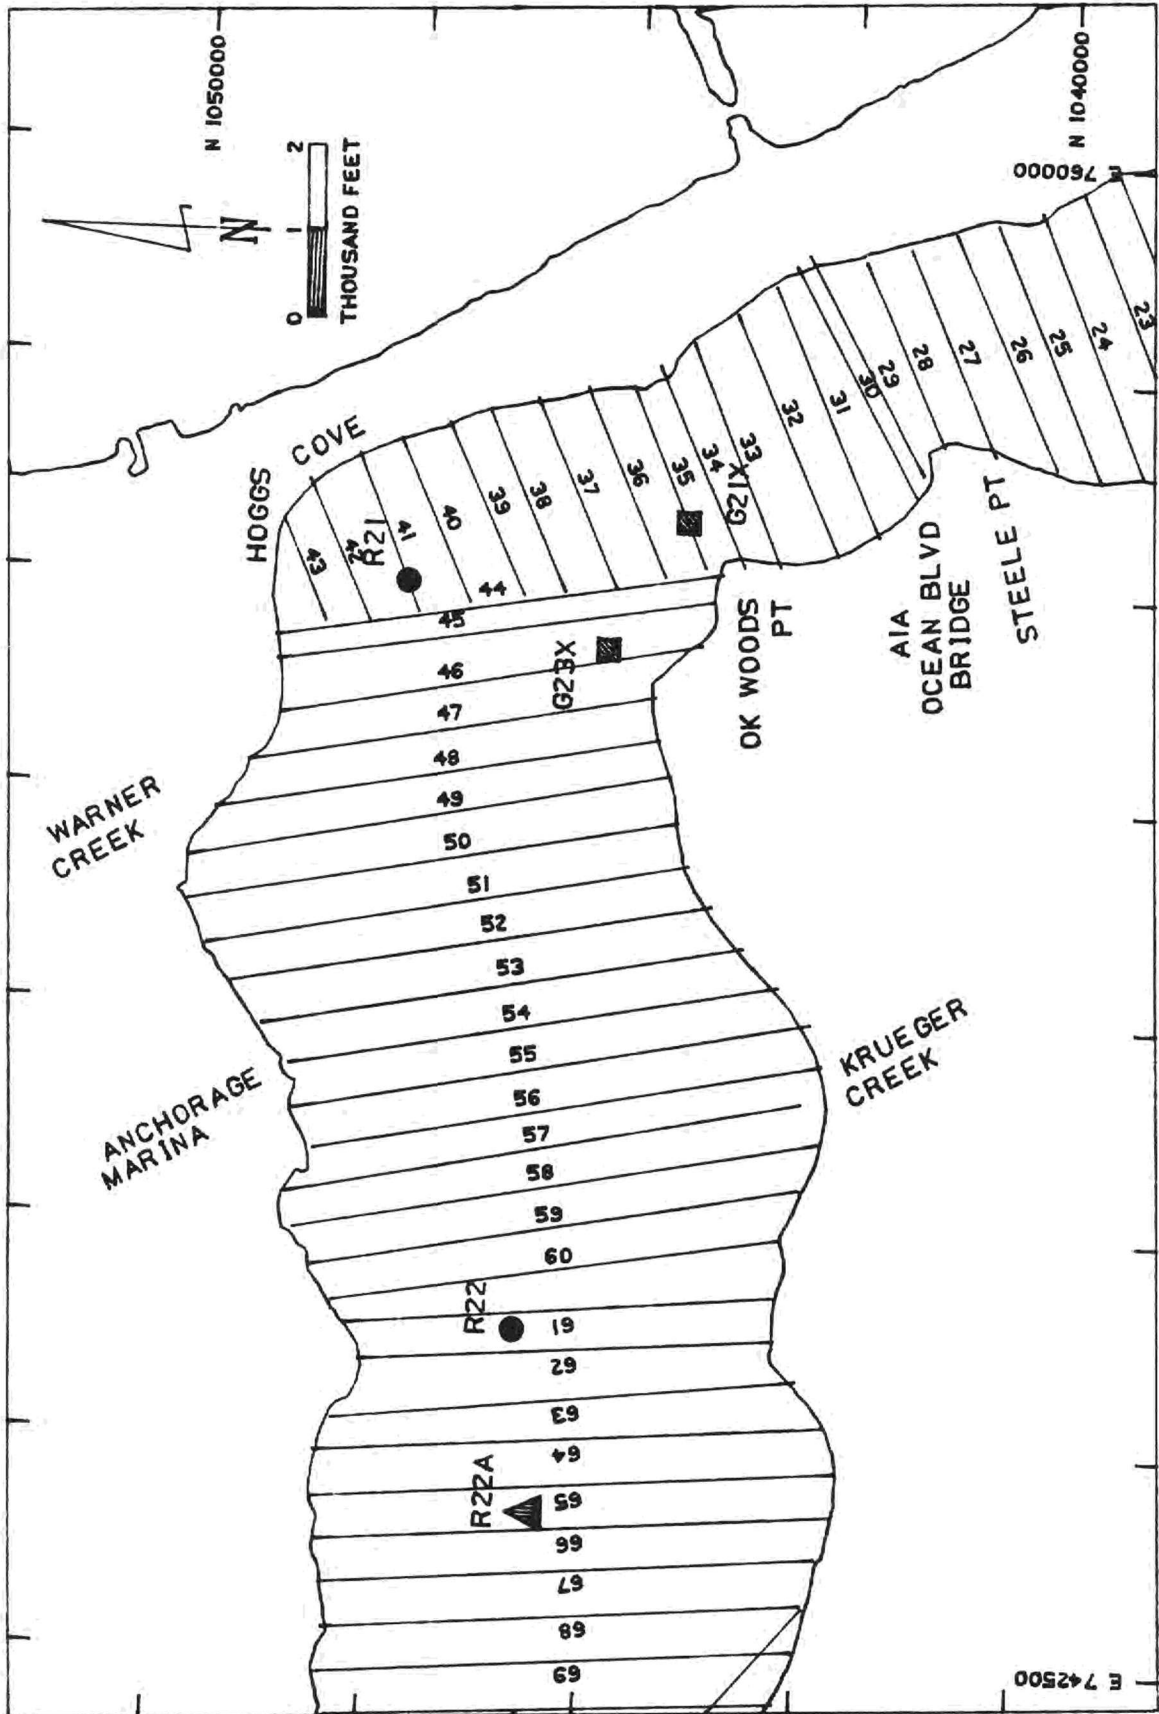 N 1050000
N 1040000
E 760000
E 742500
N
0 1 2
THOUSAND FEET
HOGGS
COVE
WARNER
CREEK
ANCHORAGE
MARINA
OK WOODS
PT
A1A
OCEAN BLVD
BRIDGE
STEELE PT
KRUEGER
CREEK
R21
G21X
G23X
R22
R22A
23
24
25
26
27
28
29
30
31
32
33
34
35
36
37
38
39
40
41
42
43
44
45
46
47
48
49
50
51
52
53
54
55
56
57
58
59
60
61
62
63
64
65
66
67
68
69